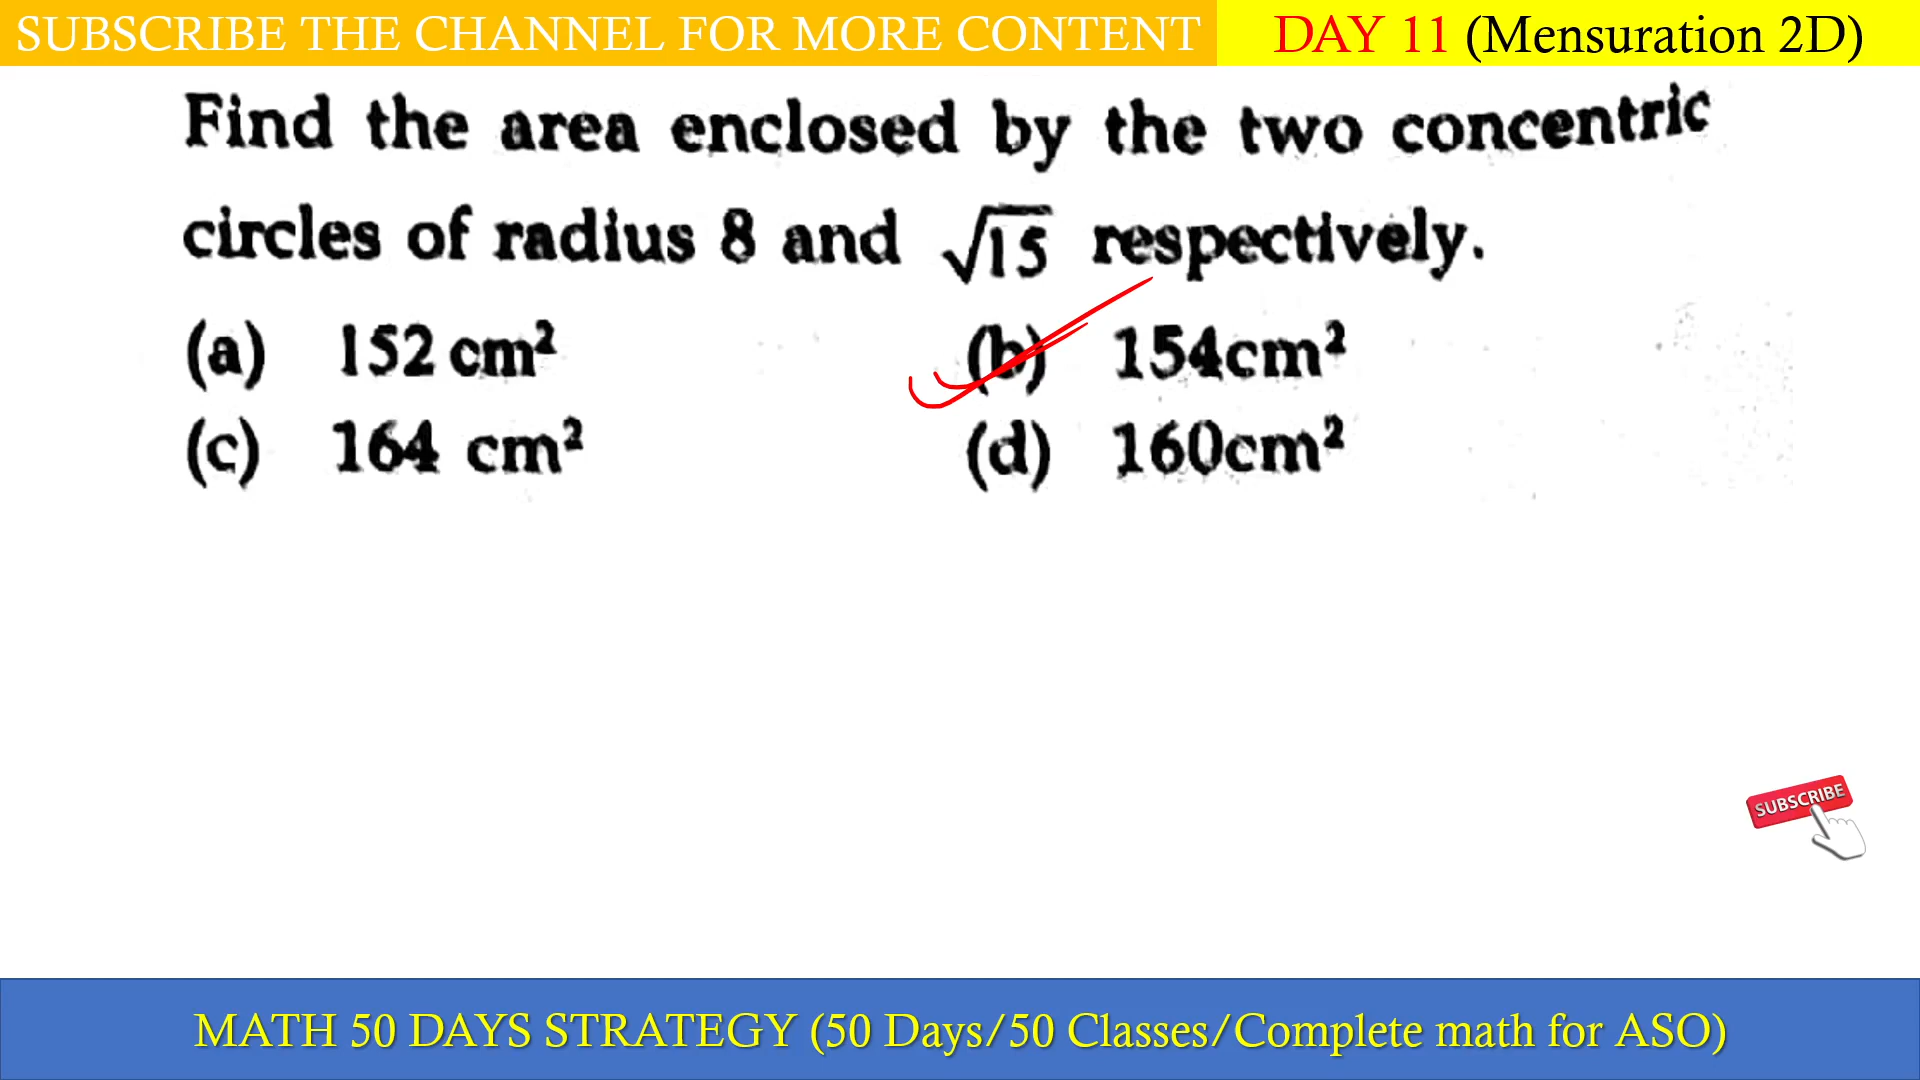 SUBSCRIBE THE CHANNEL FOR MORE CONTENT
DAY 11 (Mensuration 2D)
Find the area enclosed by the two concentric
circles of radius 8 and √15 respectively.
(a) 152 cm² (b) 154cm²
(c) 164 cm² (d) 160cm²
SUBSCRIBE
MATH 50 DAYS STRATEGY (50 Days/50 Classes/Complete math for ASO)